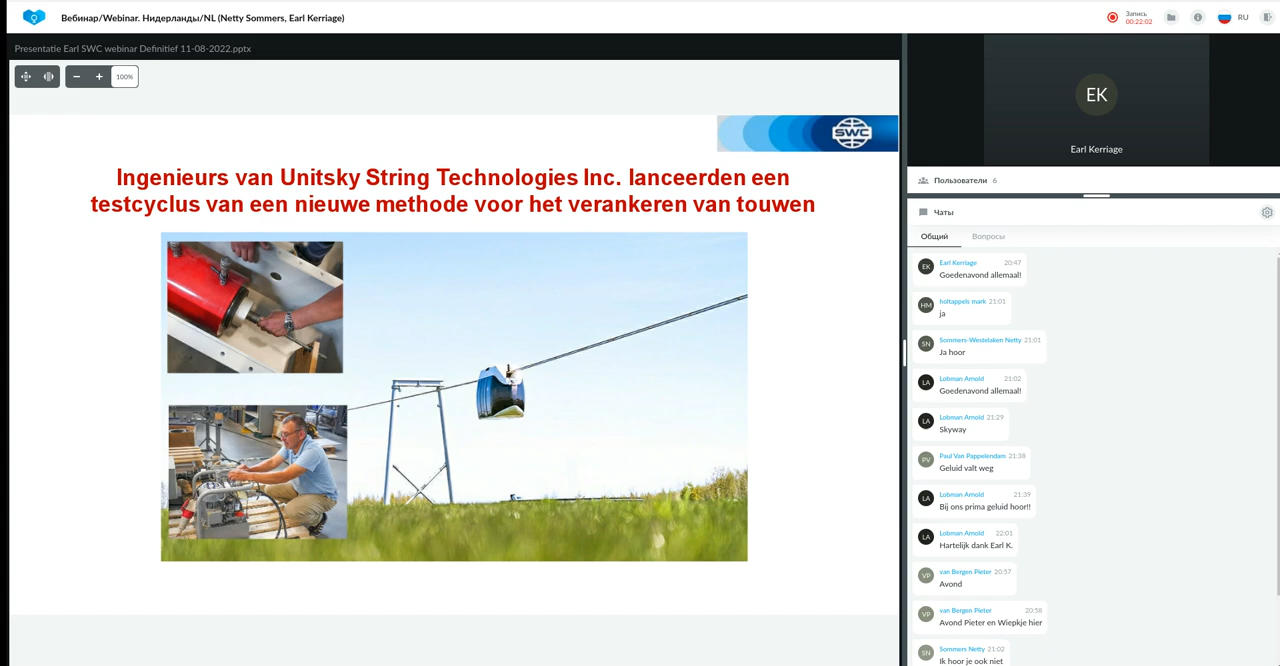 Вебинар/Webinar. Нидерланды/NL (Netty Sommers, Earl Kerriage)
Запись
00:22:02
RU
Presentatie Earl SWC webinar Definitief 11-08-2022.pptx
100%
SWC
Ingenieurs van Unitsky String Technologies Inc. lanceerden een
testcyclus van een nieuwe methode voor het verankeren van touwen
EK
Earl Kerriage
Пользователи 6
Чаты
Общий Вопросы
EK Earl Kerriage 20:47
Goedenavond allemaal!
HM holtappels mark 21:01
ja
SN Sommers-Westelaken Netty 21:01
Ja hoor
LA Lobman Arnold 21:02
Goedenavond allemaal!
LA Lobman Arnold 21:29
Skyway
PV Paul Van Pappelendam 21:38
Geluid valt weg
LA Lobman Arnold 21:39
Bij ons prima geluid hoor!!
LA Lobman Arnold 22:01
Hartelijk dank Earl K.
VP van Bergen Pieter 20:57
Avond
VP van Bergen Pieter 20:58
Avond Pieter en Wiepkje hier
SN Sommers Netty 21:02
Ik hoor je ook niet